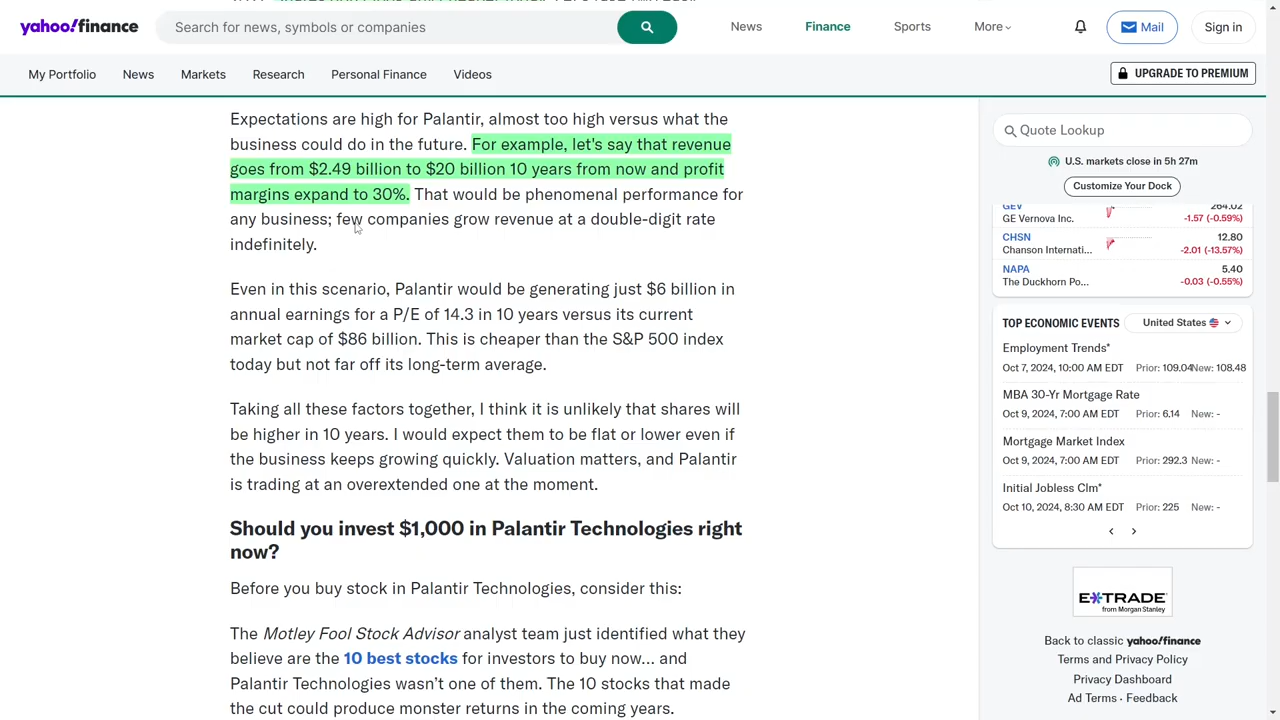 yahoo!finance
Search for news, symbols or companies
News
Finance
Sports
More
Mail
Sign in
My Portfolio
News
Markets
Research
Personal Finance
Videos
UPGRADE TO PREMIUM
Expectations are high for Palantir, almost too high versus what the
business could do in the future. For example, let's say that revenue
goes from $2.49 billion to $20 billion 10 years from now and profit
margins expand to 30%. That would be phenomenal performance for
any business; few companies grow revenue at a double-digit rate
indefinitely.
Even in this scenario, Palantir would be generating just $6 billion in
annual earnings for a P/E of 14.3 in 10 years versus its current
market cap of $86 billion. This is cheaper than the S&P 500 index
today but not far off its long-term average.
Taking all these factors together, I think it is unlikely that shares will
be higher in 10 years. I would expect them to be flat or lower even if
the business keeps growing quickly. Valuation matters, and Palantir
is trading at an overextended one at the moment.
Should you invest $1,000 in Palantir Technologies right
now?
Before you buy stock in Palantir Technologies, consider this:
The Motley Fool Stock Advisor analyst team just identified what they
believe are the 10 best stocks for investors to buy now… and
Palantir Technologies wasn't one of them. The 10 stocks that made
the cut could produce monster returns in the coming years.
Quote Lookup
U.S. markets close in 5h 27m
Customize Your Dock
GEV 264.02
GE Vernova Inc. -1.57 (-0.59%)
CHSN 12.80
Chanson Internati... -2.01 (-13.57%)
NAPA 5.40
The Duckhorn Po... -0.03 (-0.55%)
TOP ECONOMIC EVENTS United States
Employment Trends*
Oct 7, 2024, 10:00 AM EDT Prior: 109.04 New: 108.48
MBA 30-Yr Mortgage Rate
Oct 9, 2024, 7:00 AM EDT Prior: 6.14 New: -
Mortgage Market Index
Oct 9, 2024, 7:00 AM EDT Prior: 292.3 New: -
Initial Jobless Clm*
Oct 10, 2024, 8:30 AM EDT Prior: 225 New: -
E*TRADE
from Morgan Stanley
Back to classic yahoo!finance
Terms and Privacy Policy
Privacy Dashboard
Ad Terms · Feedback